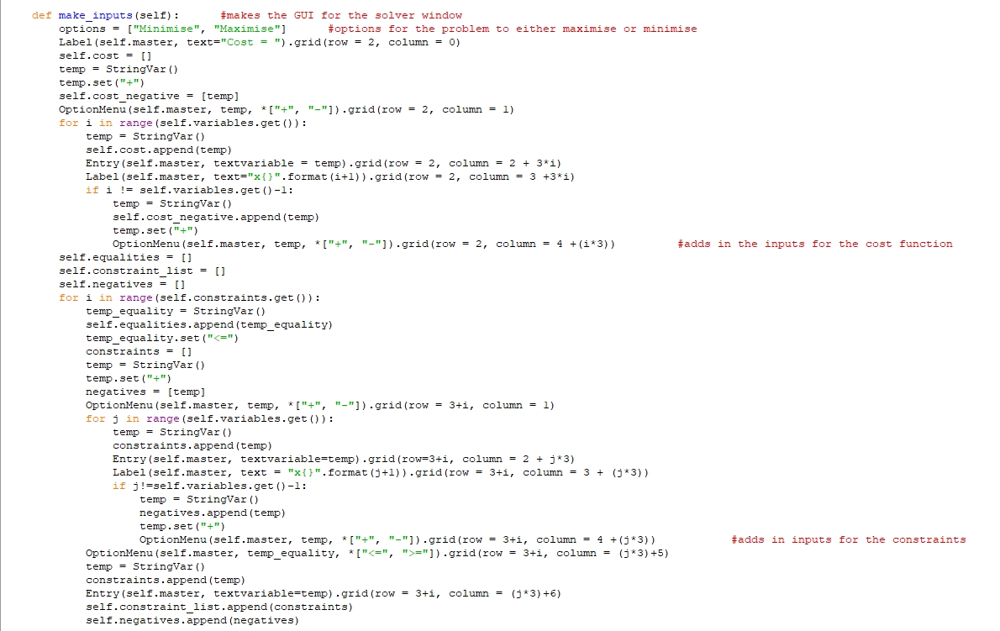 def make_inputs(self):      #makes the GUI for the solver window
    options = ["Minimise", "Maximise"]      #options for the problem to either maximise or minimise
    Label(self.master, text="Cost = ").grid(row = 2, column = 0)
    self.cost = []
    temp = StringVar()
    temp.set("+")
    self.cost_negative = [temp]
    OptionMenu(self.master, temp, *["+", "-"]).grid(row = 2, column = 1)
    for i in range(self.variables.get()):
        temp = StringVar()
        self.cost.append(temp)
        Entry(self.master, textvariable = temp).grid(row = 2, column = 2 + 3*i)
        Label(self.master, text="x{}".format(i+1)).grid(row = 2, column = 3 +3*i)
        if i != self.variables.get()-1:
            temp = StringVar()
            self.cost_negative.append(temp)
            temp.set("+")
            OptionMenu(self.master, temp, *["+", "-"]).grid(row = 2, column = 4 +(i*3))         #adds in the inputs for the cost function
    self.equalities = []
    self.constraint_list = []
    self.negatives = []
    for i in range(self.constraints.get()):
        temp_equality = StringVar()
        self.equalities.append(temp_equality)
        temp_equality.set("<=")
        constraints = []
        temp = StringVar()
        temp.set("+")
        negatives = [temp]
        OptionMenu(self.master, temp, *["+", "-"]).grid(row = 3+i, column = 1)
        for j in range(self.variables.get()):
            temp = StringVar()
            constraints.append(temp)
            Entry(self.master, textvariable=temp).grid(row=3+i, column = 2 + j*3)
            Label(self.master, text = "x{}".format(j+1)).grid(row = 3+i, column = 3 + (j*3))
            if j!=self.variables.get()-1:
                temp = StringVar()
                negatives.append(temp)
                temp.set("+")
                OptionMenu(self.master, temp, *["+", "-"]).grid(row = 3+i, column = 4 +(j*3))           #adds in inputs for the constraints
        OptionMenu(self.master, temp_equality, *["<=", ">="]).grid(row = 3+i, column = (j*3)+5)
        temp = StringVar()
        constraints.append(temp)
        Entry(self.master, textvariable=temp).grid(row = 3+i, column = (j*3)+6)
        self.constraint_list.append(constraints)
        self.negatives.append(negatives)